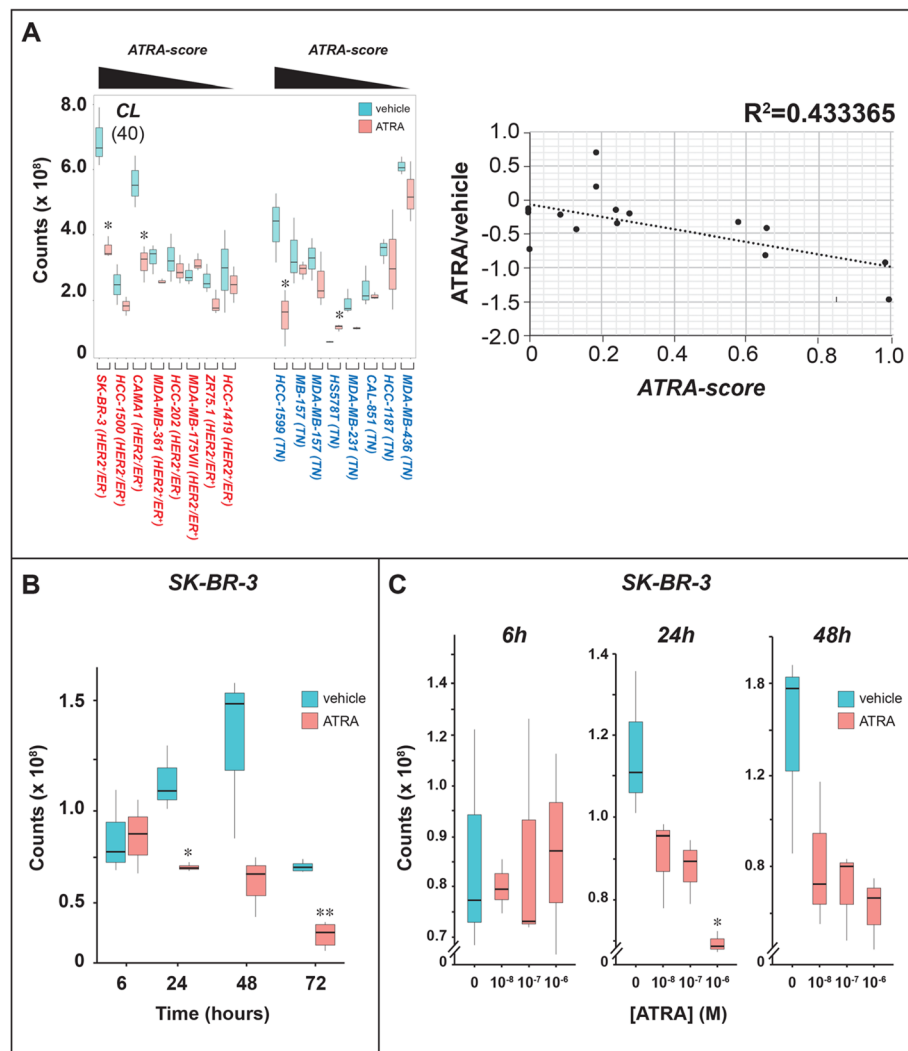 A
ATRA-score
ATRA-score
CL
(40)
vehicle
ATRA
Counts (x 10⁸)
8.0
6.0
4.0
2.0
0
*
*
*
*
SK-BR-3 (HER2⁺/ER⁻)
HCC-1500 (HER2⁻/ER⁺)
CAMA1 (HER2⁻/ER⁺)
MDA-MB-361 (HER2⁺/ER⁺)
HCC-202 (HER2⁺/ER⁻)
MDA-MB-175VII (HER2⁻/ER⁺)
ZR75.1 (HER2⁻/ER⁺)
HCC-1419 (HER2⁺/ER⁻)
HCC-1599 (TN)
MB-157 (TN)
MDA-MB-157 (TN)
HS578T (TN)
MDA-MB-231 (TN)
CAL-851 (TN)
HCC-1187 (TN)
MDA-MB-436 (TN)
R²=0.433365
ATRA/vehicle
1.0
0.5
0
-0.5
-1.0
-1.5
-2.0
0 0.2 0.4 0.6 0.8 1.0
ATRA-score
B
SK-BR-3
vehicle
ATRA
Counts (x 10⁸)
1.5
1.0
0.5
0
*
**
6 24 48 72
Time (hours)
C
SK-BR-3
6h
24h
48h
vehicle
ATRA
Counts (x 10⁸)
1.4
1.3
1.0
0.9
0.8
0.7
0
1.4
1.2
1.0
0.8
0
*
1.8
1.2
0.8
0
0 10⁻⁸ 10⁻⁷ 10⁻⁶
0 10⁻⁸ 10⁻⁷ 10⁻⁶
0 10⁻⁸ 10⁻⁷ 10⁻⁶
[ATRA] (M)